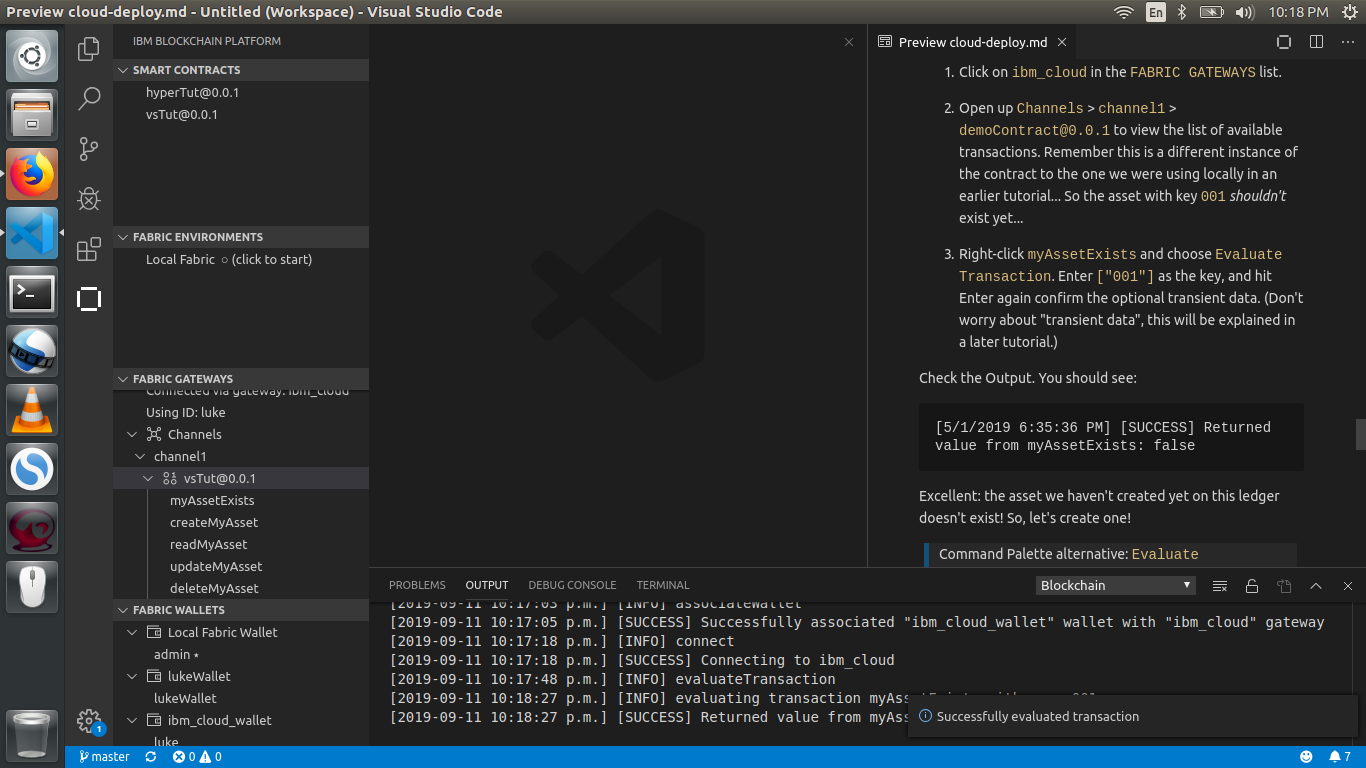 Preview cloud-deploy.md - Untitled (Workspace) - Visual Studio Code
En
10:18 PM
IBM BLOCKCHAIN PLATFORM
SMART CONTRACTS
hyperTut@0.0.1
vsTut@0.0.1
FABRIC ENVIRONMENTS
Local Fabric ○ (click to start)
FABRIC GATEWAYS
Connected via gateway: ibm_cloud
Using ID: luke
Channels
channel1
vsTut@0.0.1
myAssetExists
createMyAsset
readMyAsset
updateMyAsset
deleteMyAsset
FABRIC WALLETS
Local Fabric Wallet
admin ⋆
lukeWallet
lukeWallet
ibm_cloud_wallet
luke
1
Preview cloud-deploy.md
1. Click on ibm_cloud in the FABRIC GATEWAYS list.
2. Open up Channels > channel1 >
demoContract@0.0.1 to view the list of available
transactions. Remember this is a different instance of
the contract to the one we were using locally in an
earlier tutorial... So the asset with key 001 shouldn't
exist yet...
3. Right-click myAssetExists and choose Evaluate
Transaction. Enter ["001"] as the key, and hit
Enter again confirm the optional transient data. (Don't
worry about "transient data", this will be explained in
a later tutorial.)
Check the Output. You should see:
[5/1/2019 6:35:36 PM] [SUCCESS] Returned
value from myAssetExists: false
Excellent: the asset we haven't created yet on this ledger
doesn't exist! So, let's create one!
Command Palette alternative: Evaluate
PROBLEMS
OUTPUT
DEBUG CONSOLE
TERMINAL
Blockchain
[2019-09-11 10:17:03 p.m.] [INFO] associateWallet
[2019-09-11 10:17:05 p.m.] [SUCCESS] Successfully associated "ibm_cloud_wallet" wallet with "ibm_cloud" gateway
[2019-09-11 10:17:18 p.m.] [INFO] connect
[2019-09-11 10:17:18 p.m.] [SUCCESS] Connecting to ibm_cloud
[2019-09-11 10:17:48 p.m.] [INFO] evaluateTransaction
[2019-09-11 10:18:27 p.m.] [INFO] evaluating transaction
[2019-09-11 10:18:27 p.m.] [SUCCESS] Returned value from
Successfully evaluated transaction
master
0
0
7